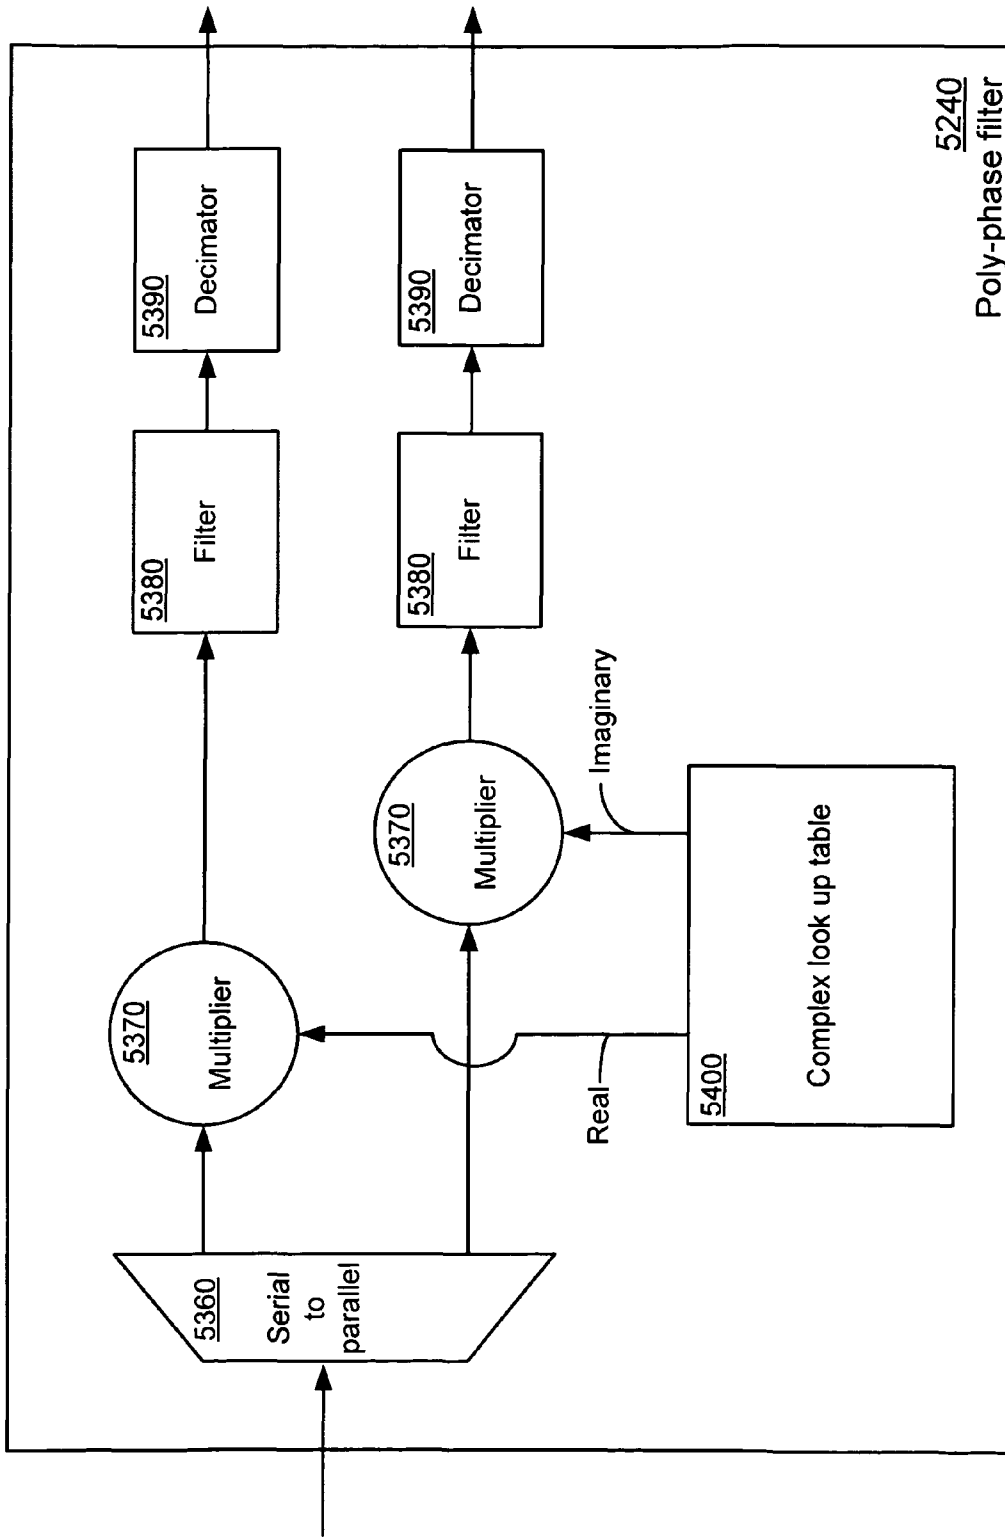 5360
Serial
to
parallel
5370
Multiplier
5380
Filter
5390
Decimator
5370
Multiplier
5380
Filter
5390
Decimator
Real
Imaginary
5400
Complex look up table
5240
Poly-phase filter